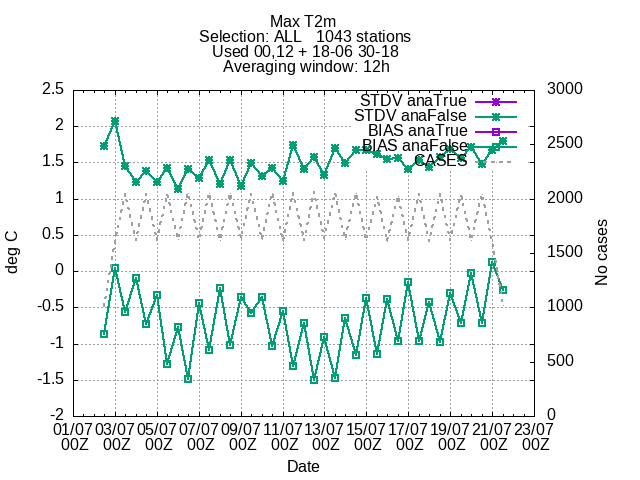 Max T2m
Selection: ALL 1043 stations
Used 00,12 + 18-06 30-18
Averaging window: 12h
STDV anaTrue
STDV anaFalse
BIAS anaTrue
BIAS anaFalse
CASES
2.5
2
1.5
1
0.5
0
-0.5
-1
-1.5
-2
deg C
3000
2500
2000
1500
1000
500
0
No cases
01/07 03/07 05/07 07/07 09/07 11/07 13/07 15/07 17/07 19/07 21/07 23/07
00Z 00Z 00Z 00Z 00Z 00Z 00Z 00Z 00Z 00Z 00Z 00Z
Date